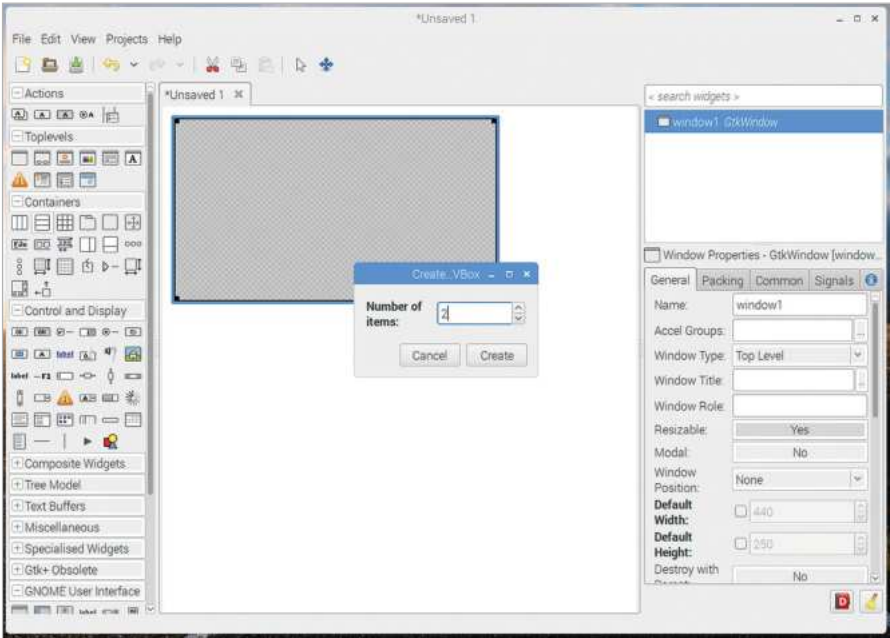 *Unsaved 1
File Edit View Projects Help
Actions
*Unsaved 1
< search widgets >
window1 GtkWindow
Toplevels
Containers
Window Properties - GtkWindow [window...
General Packing Common Signals
Create..VBox
Number of
items:
2
Cancel Create
Name: window1
Accel Groups:
Window Type: Top Level
Window Title:
Window Role:
Resizable: Yes
Modal: No
Window
Position: None
Default
Width: 440
Default
Height: 250
Destroy with
No
Control and Display
label
label
Composite Widgets
Tree Model
Text Buffers
Miscellaneous
Specialised Widgets
Gtk+ Obsolete
GNOME User Interface
label